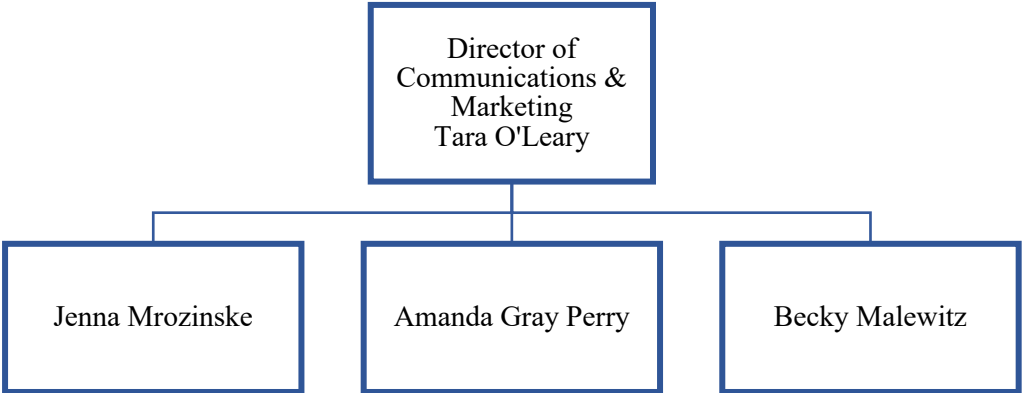 Director of
Communications &
Marketing
Tara O'Leary
Jenna Mrozinske
Amanda Gray Perry
Becky Malewitz